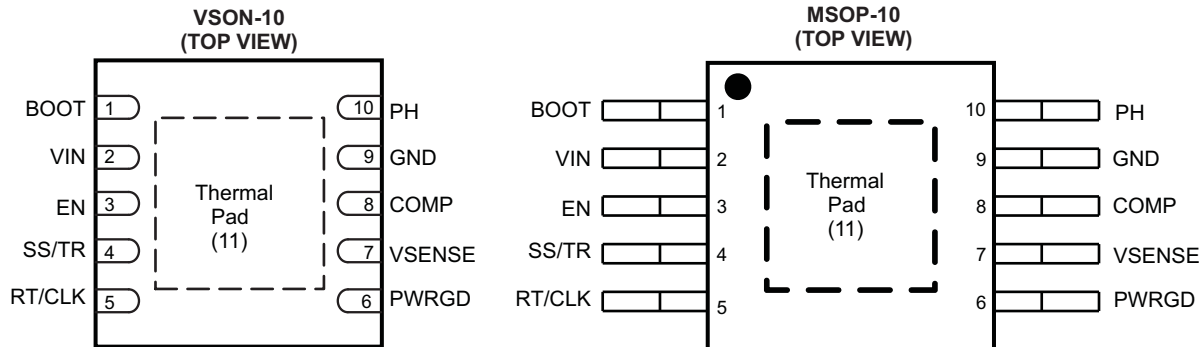 VSON-10
(TOP VIEW)
BOOT 1
VIN 2
EN 3
SS/TR 4
RT/CLK 5
Thermal
Pad
(11)
10 PH
9 GND
8 COMP
7 VSENSE
6 PWRGD
MSOP-10
(TOP VIEW)
BOOT 1
VIN 2
EN 3
SS/TR 4
RT/CLK 5
Thermal
Pad
(11)
10 PH
9 GND
8 COMP
7 VSENSE
6 PWRGD